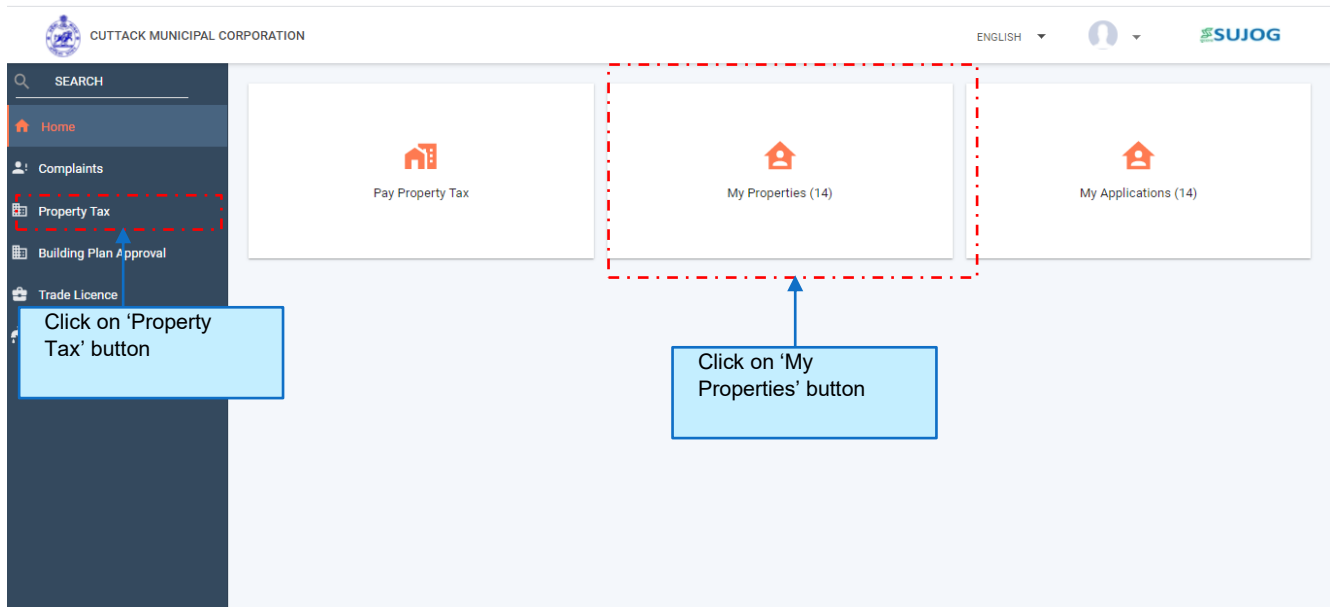 CUTTACK MUNICIPAL CORPORATION
ENGLISH
SUJOG
SEARCH
Home
Complaints
Property Tax
Building Plan Approval
Trade Licence
Pay Property Tax
My Properties (14)
My Applications (14)
Click on ‘Property
Tax’ button
Click on ‘My
Properties’ button